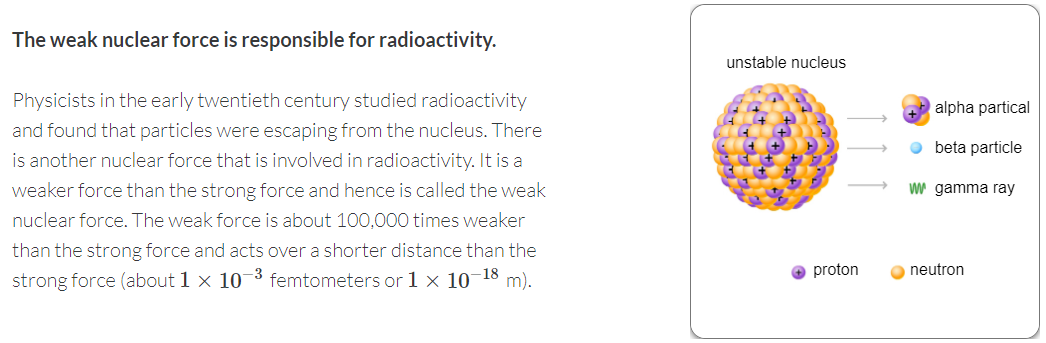 The weak nuclear force is responsible for radioactivity.
Physicists in the early twentieth century studied radioactivity
and found that particles were escaping from the nucleus. There
is another nuclear force that is involved in radioactivity. It is a
weaker force than the strong force and hence is called the weak
nuclear force. The weak force is about 100,000 times weaker
than the strong force and acts over a shorter distance than the
strong force (about 1 × 10⁻³ femtometers or 1 × 10⁻¹⁸ m).
unstable nucleus
alpha partical
beta particle
gamma ray
+ proton
neutron